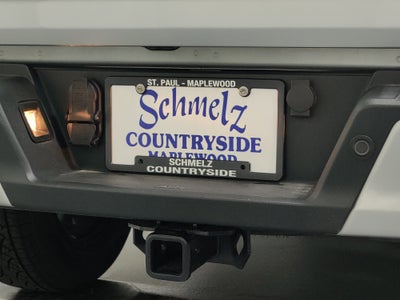 ST. PAUL - MAPLEWOOD
Schmelz
COUNTRYSIDE
MAPLEWOOD
SCHMELZ
COUNTRYSIDE